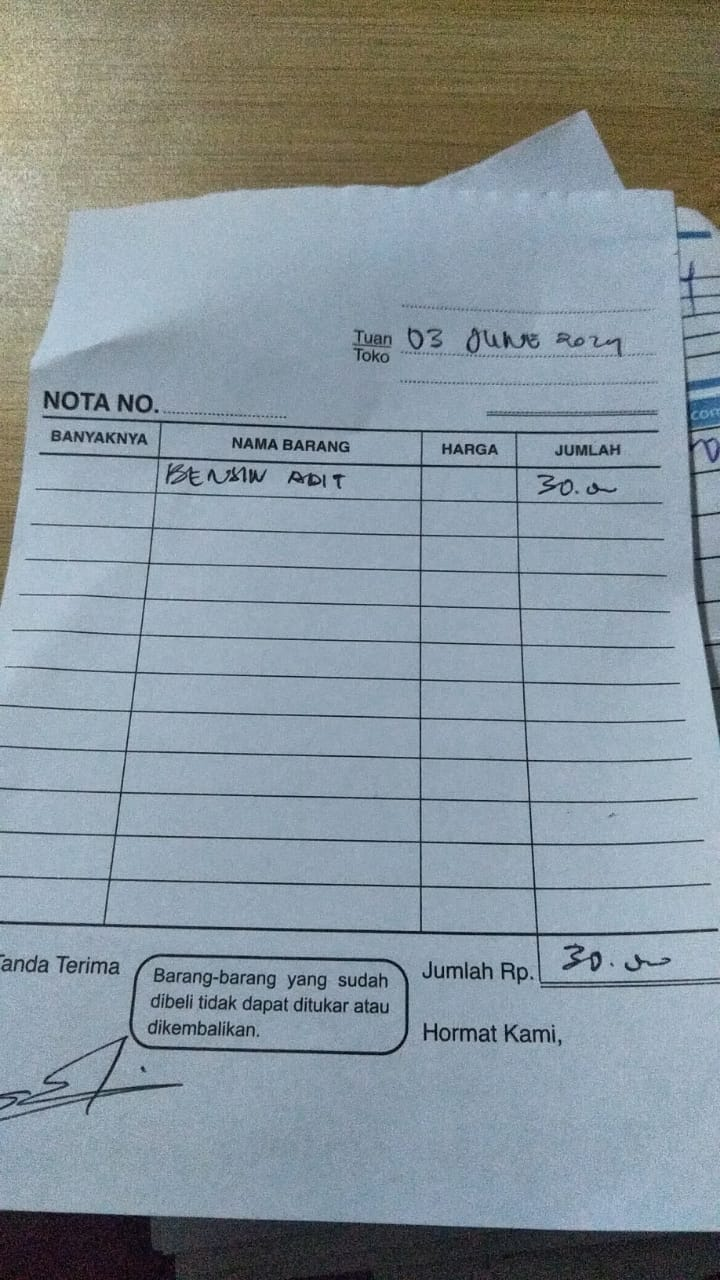 Tuan 03 JUNE 2024
Toko
NOTA NO.
BANYAKNYA NAMA BARANG HARGA JUMLAH
BENSIN ADIT 30.00
Tanda Terima
Barang-barang yang sudah
dibeli tidak dapat ditukar atau
dikembalikan.
Jumlah Rp. 30.000
Hormat Kami,